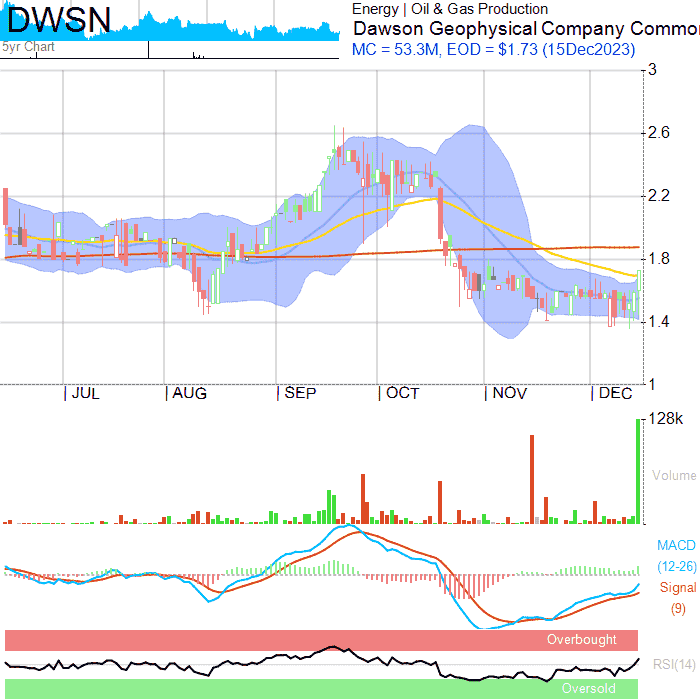 DWSN
5yr Chart
Energy | Oil & Gas Production
Dawson Geophysical Company Common
MC = 53.3M, EOD = $1.73 (15Dec2023)
3
2.6
2.2
1.8
1.4
1
JUL AUG SEP OCT NOV DEC
128k
Volume
MACD
(12-26)
Signal
(9)
Overbought
RSI(14)
Oversold